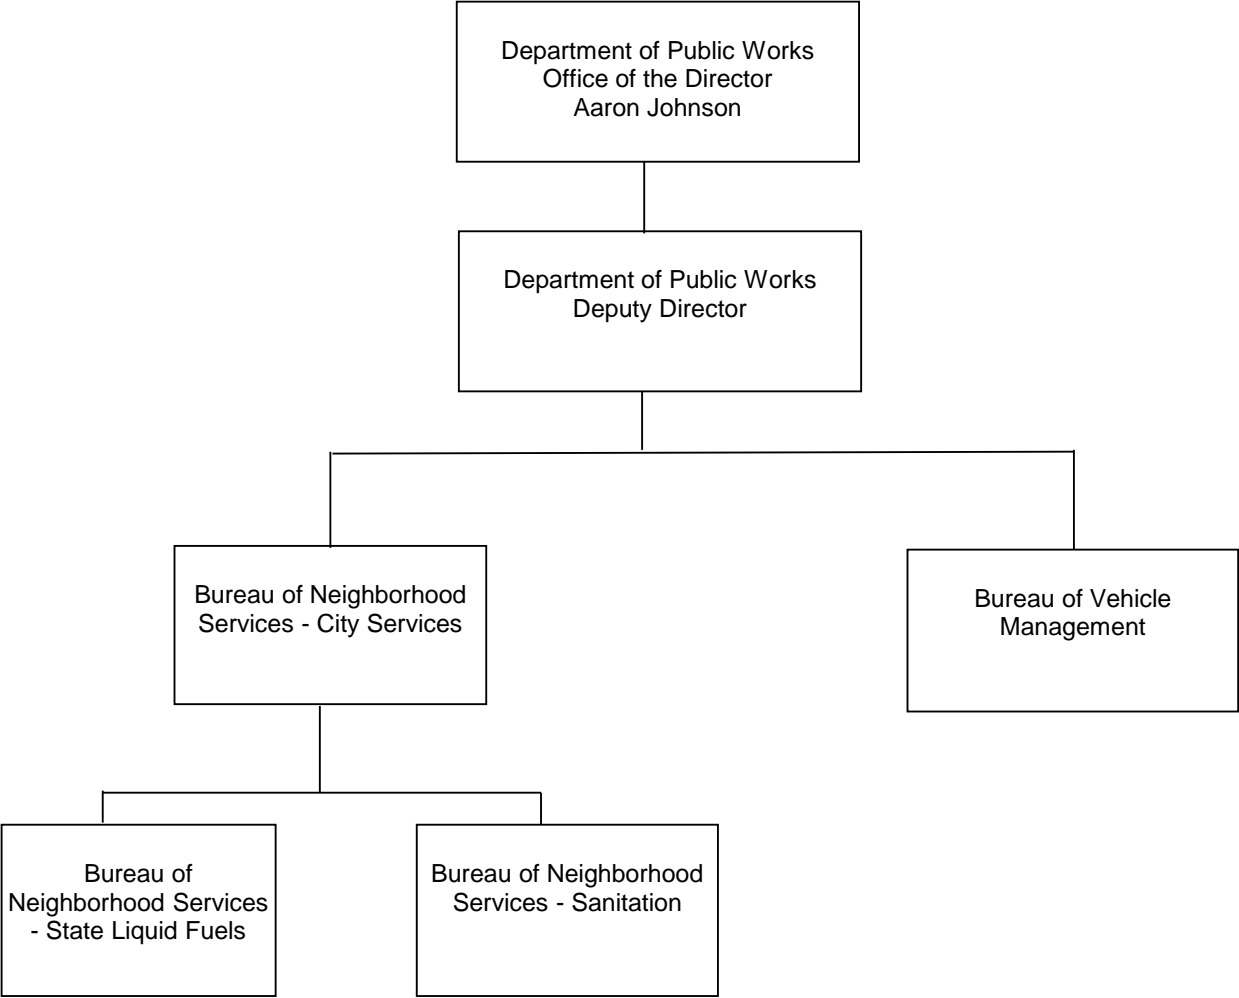 Department of Public Works
Office of the Director
Aaron Johnson
Department of Public Works
Deputy Director
Bureau of Neighborhood
Services - City Services
Bureau of Vehicle
Management
Bureau of
Neighborhood Services
- State Liquid Fuels
Bureau of Neighborhood
Services - Sanitation